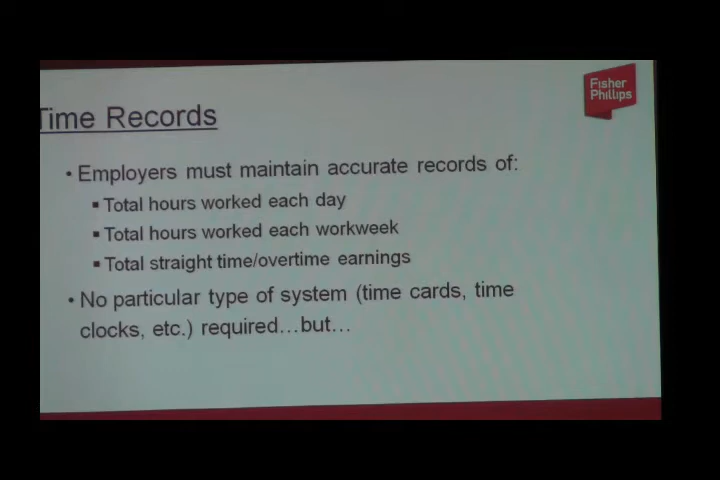 Fisher
Phillips
Time Records
• Employers must maintain accurate records of:
▪ Total hours worked each day
▪ Total hours worked each workweek
▪ Total straight time/overtime earnings
• No particular type of system (time cards, time
clocks, etc.) required…but…